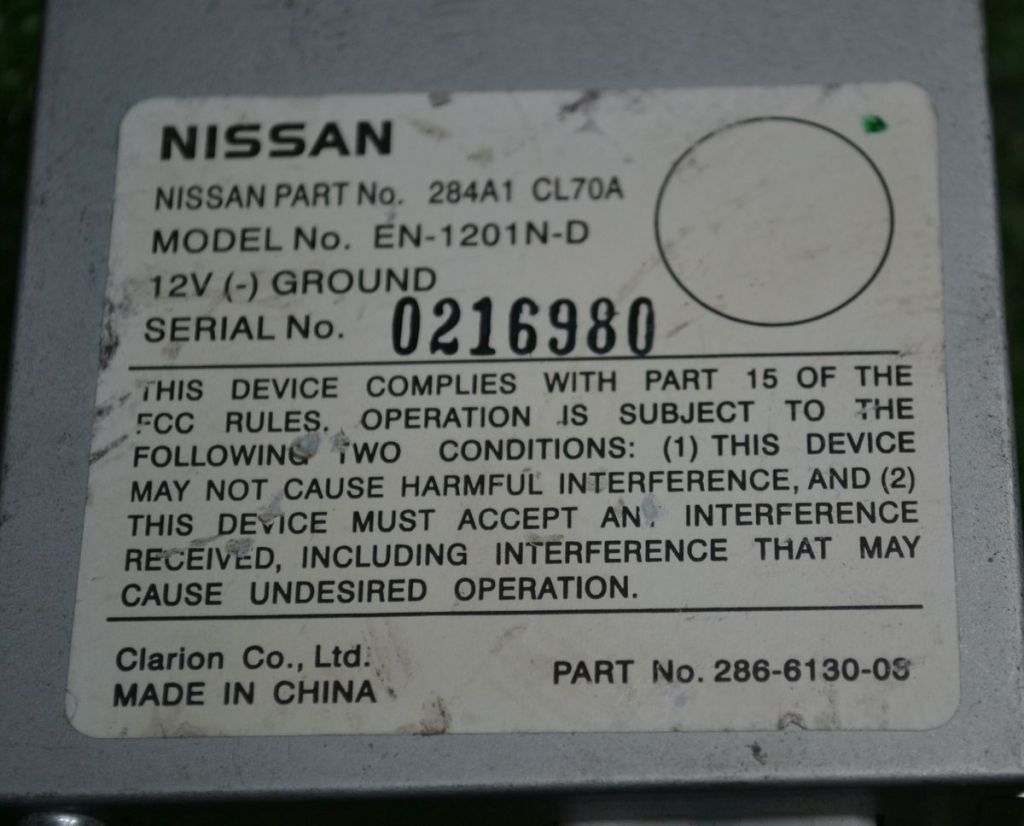 NISSAN
NISSAN PART No. 284A1 CL70A
MODEL No. EN-1201N-D
12V (-) GROUND
SERIAL No. 0216980
THIS DEVICE COMPLIES WITH PART 15 OF THE
FCC RULES. OPERATION IS SUBJECT TO THE
FOLLOWING TWO CONDITIONS: (1) THIS DEVICE
MAY NOT CAUSE HARMFUL INTERFERENCE, AND (2)
THIS DEVICE MUST ACCEPT ANY INTERFERENCE
RECEIVED, INCLUDING INTERFERENCE THAT MAY
CAUSE UNDESIRED OPERATION.
Clarion Co., Ltd.
MADE IN CHINA
PART No.